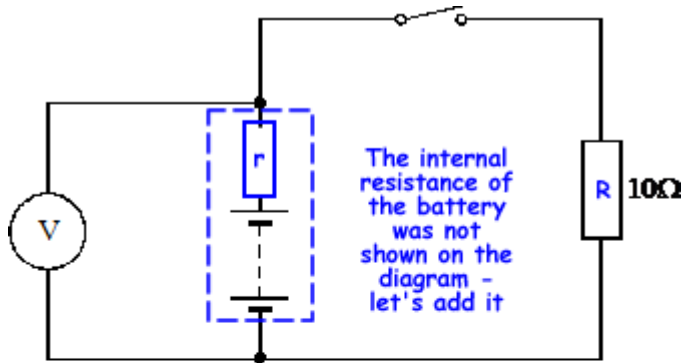 r
V
The internal
resistance of
the battery
was not
shown on the
diagram -
let's add it
R 10Ω